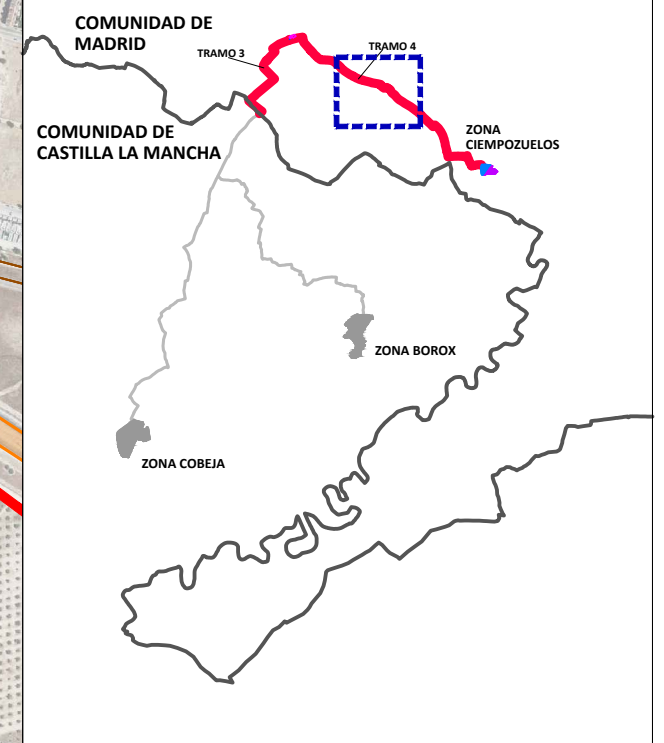 COMUNIDAD DE
MADRID
TRAMO 3
TRAMO 4
COMUNIDAD DE
CASTILLA LA MANCHA
ZONA
CIEMPOZUELOS
ZONA BOROX
ZONA COBEJA